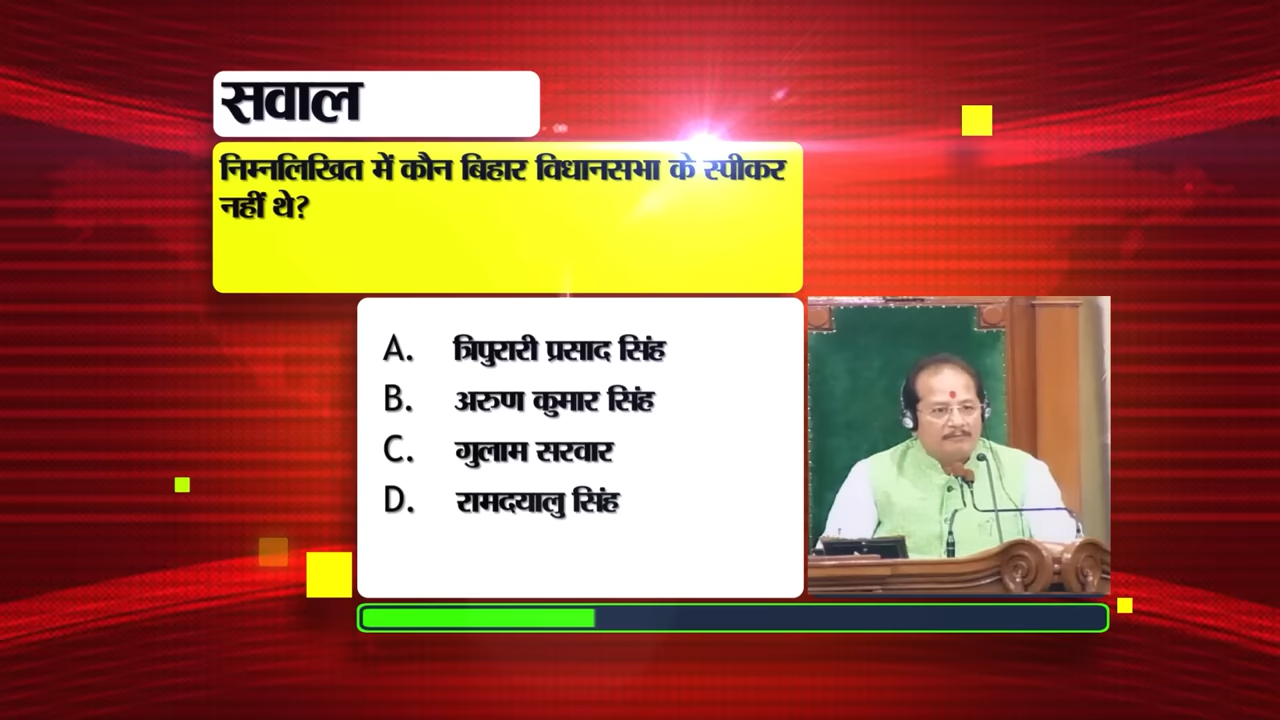 सवाल
निम्नलिखित में कौन बिहार विधानसभा के स्पीकर
नहीं थे?
A. त्रिपुरारी प्रसाद सिंह
B. अरुण कुमार सिंह
C. गुलाम सरवार
D. रामदयालु सिंह